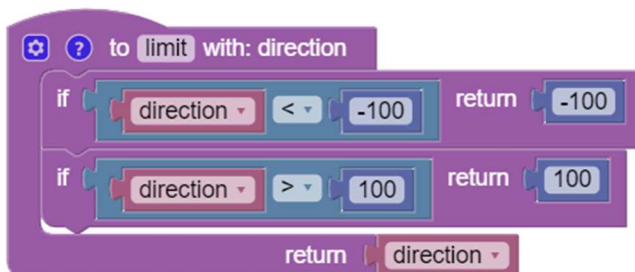 ? to limit with: direction
if direction < -100 return -100
if direction > 100 return 100
return direction